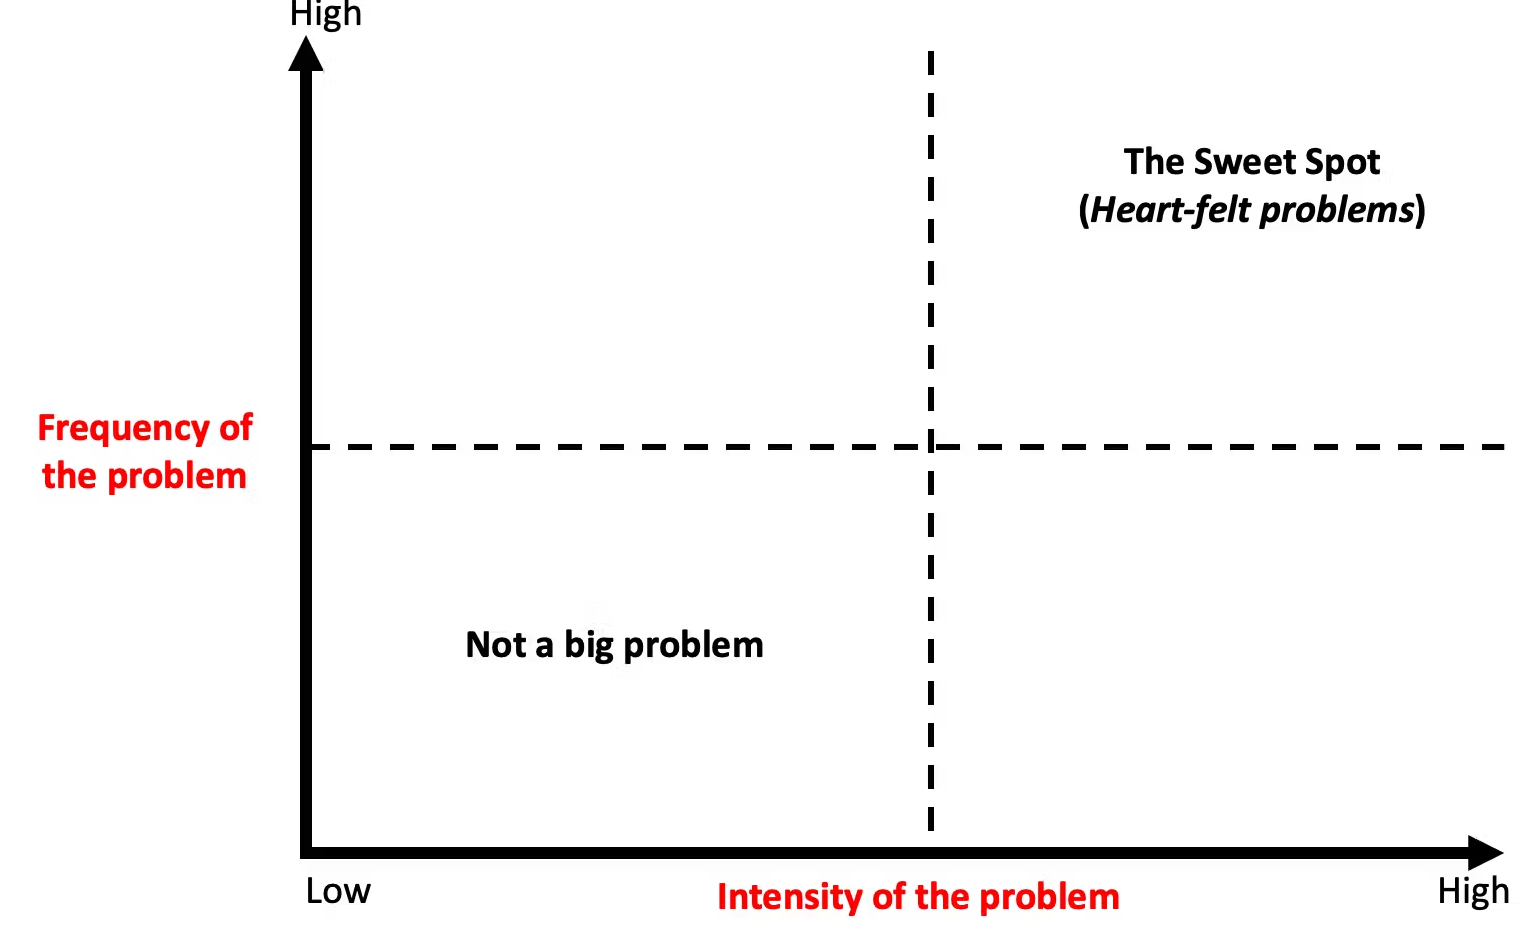 High
The Sweet Spot
(Heart-felt problems)
Frequency of
the problem
Not a big problem
Low
Intensity of the problem
High